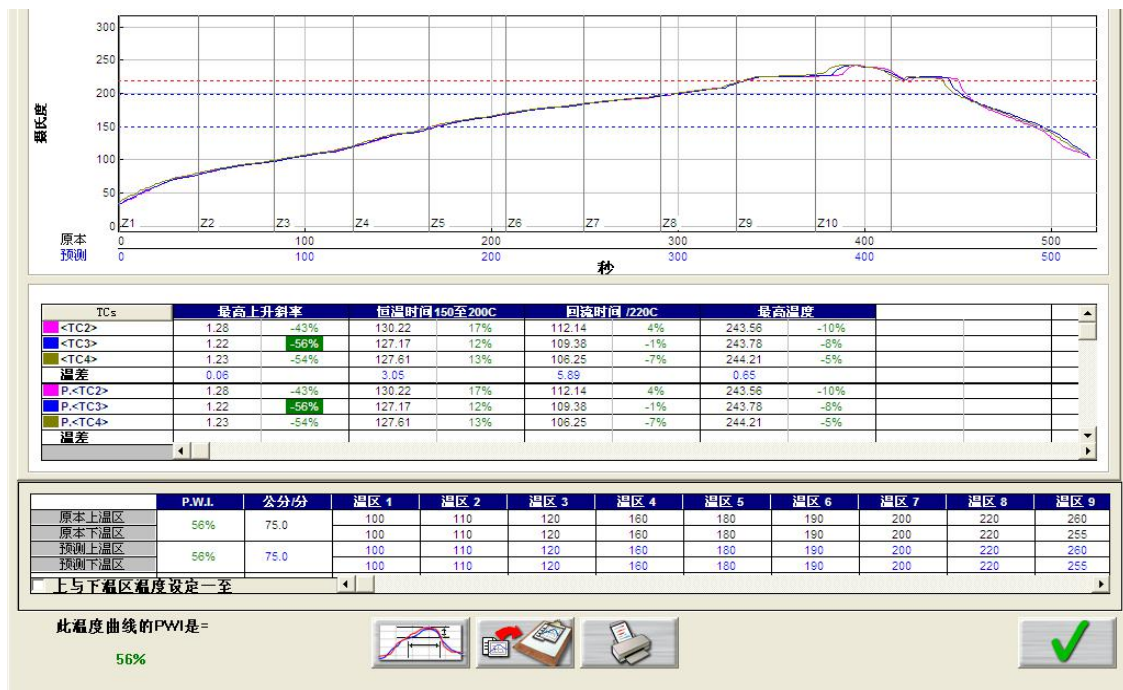 300
250
200
150
100
50
0
摄氏度
Z1 Z2 Z3 Z4 Z5 Z6 Z7 Z8 Z9 Z10
原本 0 100 200 300 400 500
预测 0 100 200 300 400 500
秒
TCs 最高上升斜率 恒温时间150至200C 回流时间 /220C 最高温度
<TC2> 1.28 -43% 130.22 17% 112.14 4% 243.56 -10%
<TC3> 1.22 -56% 127.17 12% 109.38 -1% 243.78 -8%
<TC4> 1.23 -54% 127.61 13% 106.25 -7% 244.21 -5%
温差 0.06 3.05 5.89 0.65
P.<TC2> 1.28 -43% 130.22 17% 112.14 4% 243.56 -10%
P.<TC3> 1.22 -56% 127.17 12% 109.38 -1% 243.78 -8%
P.<TC4> 1.23 -54% 127.61 13% 106.25 -7% 244.21 -5%
温差
P.W.I. 公分/分 温区 1 温区 2 温区 3 温区 4 温区 5 温区 6 温区 7 温区 8 温区 9
原本上温区 56% 75.0 100 110 120 160 180 190 200 220 260
原本下温区 100 110 120 160 180 190 200 220 255
预测上温区 56% 75.0 100 110 120 160 180 190 200 220 260
预测下温区 100 110 120 160 180 190 200 220 255
上与下温区温度设定一至
此温度曲线的PWI是=
56%